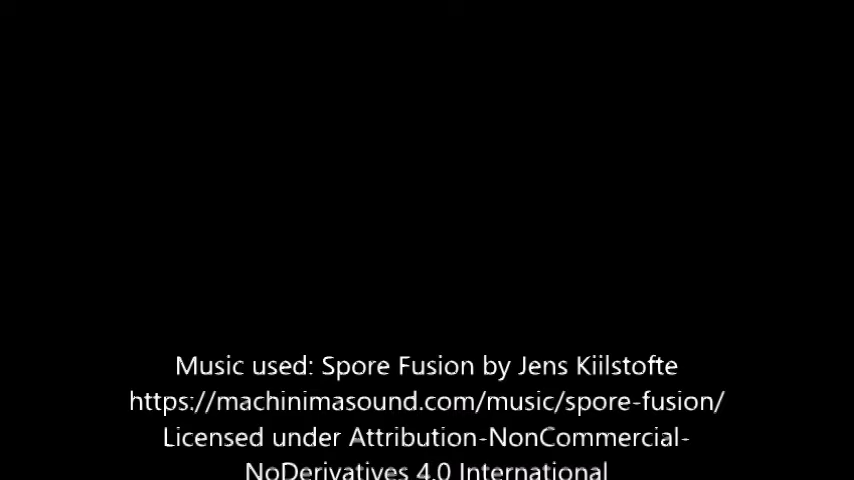 Music used: Spore Fusion by Jens Kiilstofte
https://machinimasound.com/music/spore-fusion/
Licensed under Attribution-NonCommercial-
NoDerivatives 4.0 International